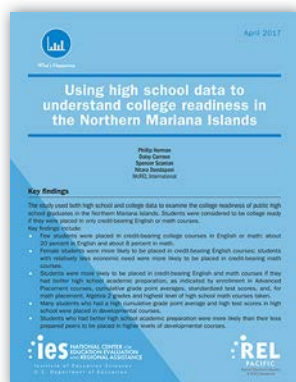 April 2017
What's Happening
Using high school data to
understand college readiness in
the Northern Mariana Islands
Phillip Herman
Daisy Carreon
Spencer Scanlan
Nitara Dandapani
McREL International
Key findings
The study used both high school and college data to examine the college readiness of public high
school graduates in the Northern Mariana Islands. Students were considered to be college ready
if they were placed in only credit-bearing English or math courses.
Key findings include:
• Few students were placed in credit-bearing college courses in English or math: about
20 percent in English and about 8 percent in math.
• Female students were more likely to be placed in credit-bearing English courses; students
with relatively less economic need were more likely to be placed in credit-bearing math
courses.
• Students were more likely to be placed in credit-bearing English and math courses if they
had better high school academic preparation, as indicated by enrollment in Advanced
Placement courses, cumulative grade point averages, standardized test scores, and, for
math placement, Algebra 2 grades and highest level of high school math courses taken.
• Many students who had a high cumulative grade point average and high test scores in high
school were placed in developmental courses.
• Students who had better high school academic preparation were more likely than their less
prepared peers to be placed in higher levels of developmental courses.
ies NATIONAL CENTER FOR
EDUCATION EVALUATION
AND REGIONAL ASSISTANCE
Institute of Education Sciences
U.S. Department of Education
REL
PACIFIC